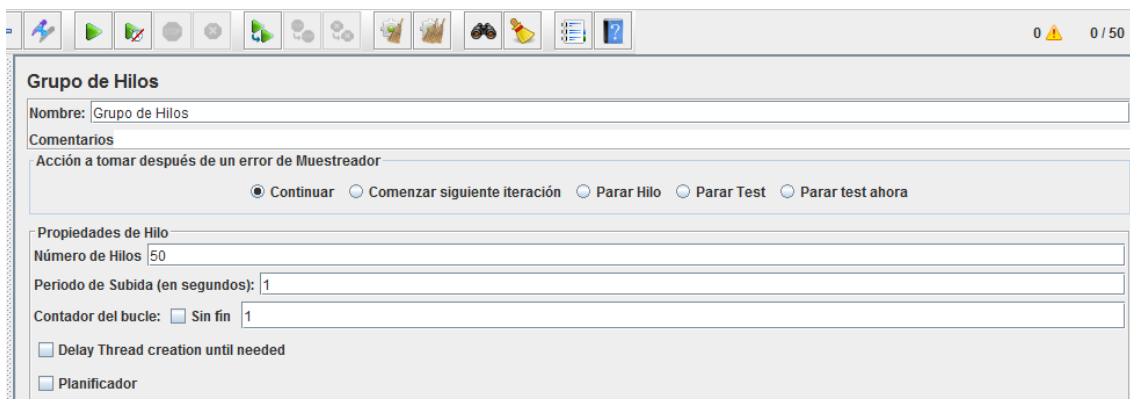 0 0 / 50
Grupo de Hilos
Nombre: Grupo de Hilos
Comentarios
Acción a tomar después de un error de Muestreador
Continuar Comenzar siguiente iteración Parar Hilo Parar Test Parar test ahora
Propiedades de Hilo
Número de Hilos 50
Periodo de Subida (en segundos): 1
Contador del bucle: Sin fín 1
Delay Thread creation until needed
Planificador